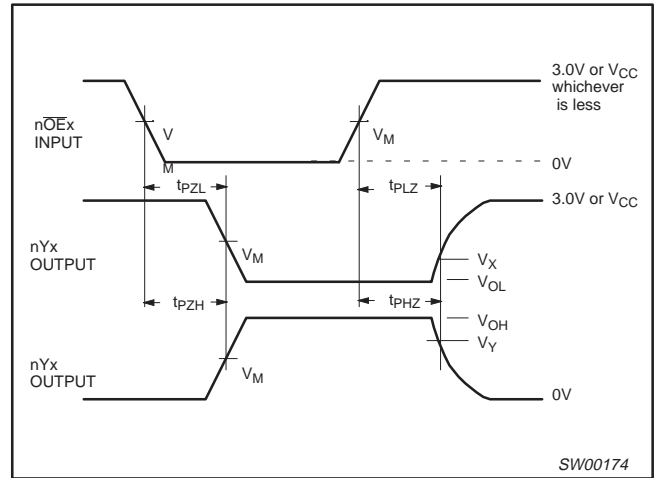 3.0V or VCC
whichever
is less
nOEx
INPUT
VM
VM
0V
tPZL
tPLZ
3.0V or VCC
nYx
OUTPUT
VM
VX
VOL
tPZH
tPHZ
VOH
VY
nYx
OUTPUT
VM
0V
SW00174